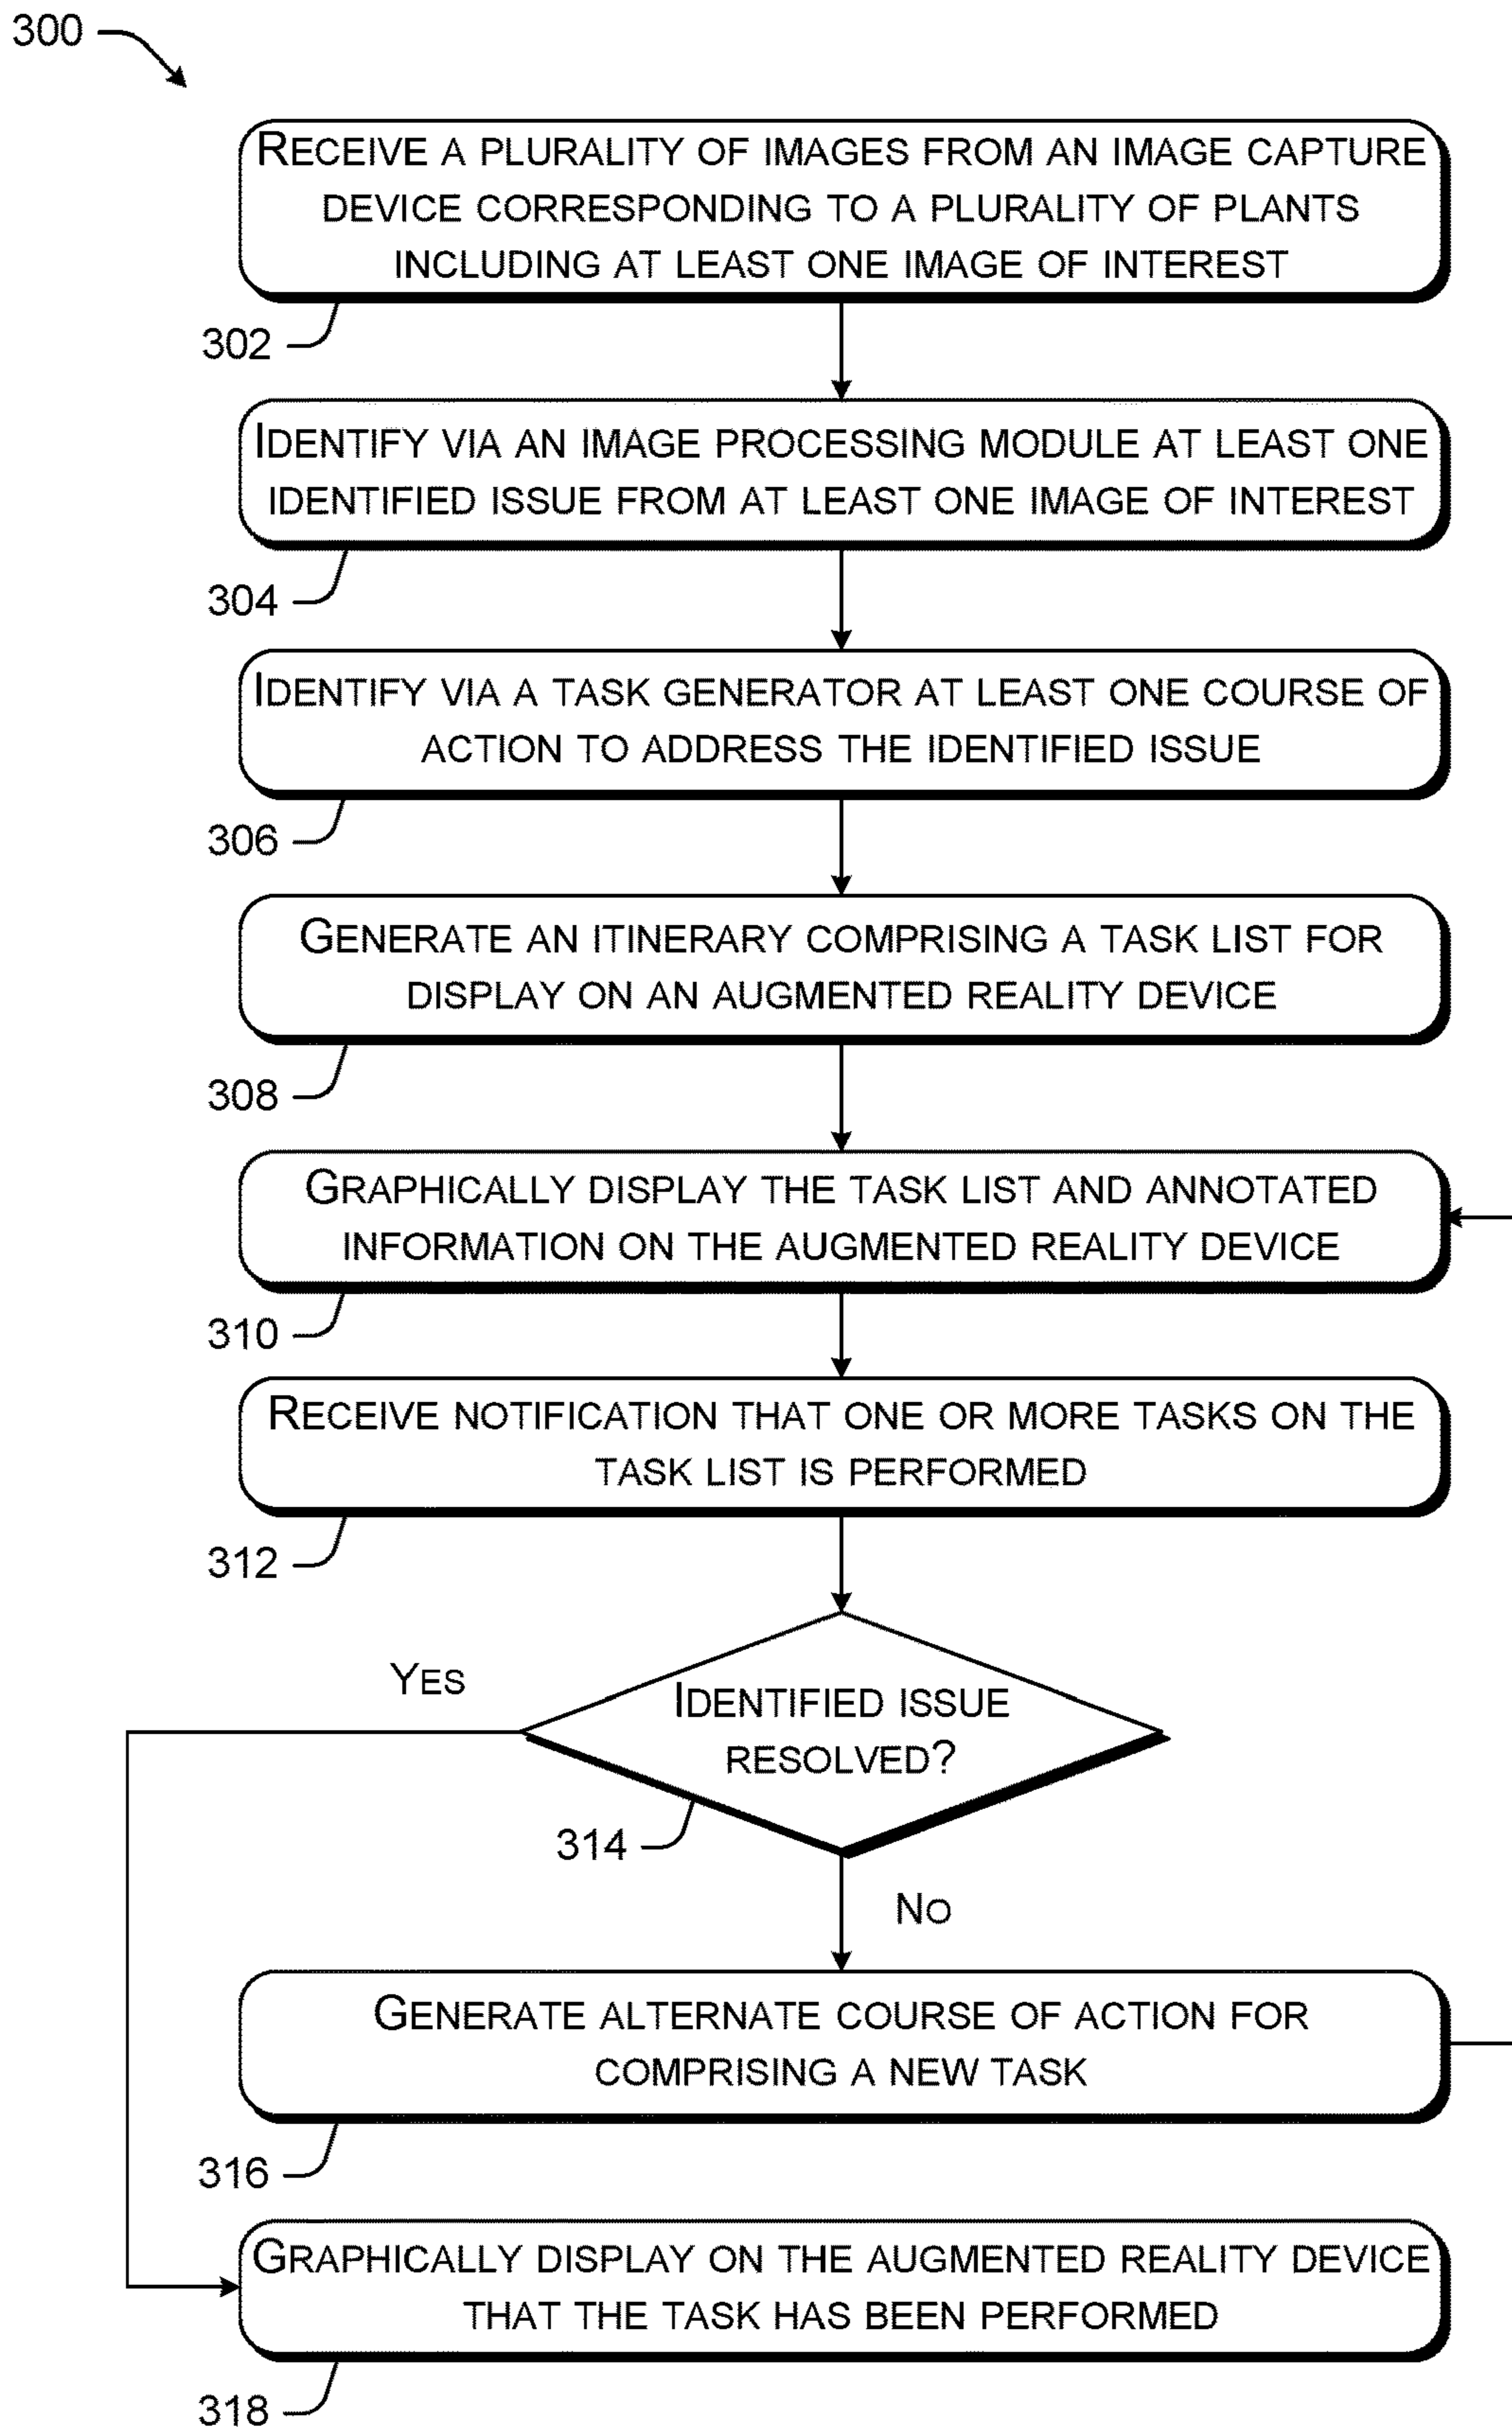 300
RECEIVE A PLURALITY OF IMAGES FROM AN IMAGE CAPTURE
DEVICE CORRESPONDING TO A PLURALITY OF PLANTS
INCLUDING AT LEAST ONE IMAGE OF INTEREST
302
IDENTIFY VIA AN IMAGE PROCESSING MODULE AT LEAST ONE
IDENTIFIED ISSUE FROM AT LEAST ONE IMAGE OF INTEREST
304
IDENTIFY VIA A TASK GENERATOR AT LEAST ONE COURSE OF
ACTION TO ADDRESS THE IDENTIFIED ISSUE
306
GENERATE AN ITINERARY COMPRISING A TASK LIST FOR
DISPLAY ON AN AUGMENTED REALITY DEVICE
308
GRAPHICALLY DISPLAY THE TASK LIST AND ANNOTATED
INFORMATION ON THE AUGMENTED REALITY DEVICE
310
RECEIVE NOTIFICATION THAT ONE OR MORE TASKS ON THE
TASK LIST IS PERFORMED
312
YES
IDENTIFIED ISSUE
RESOLVED?
314
NO
GENERATE ALTERNATE COURSE OF ACTION FOR
COMPRISING A NEW TASK
316
GRAPHICALLY DISPLAY ON THE AUGMENTED REALITY DEVICE
THAT THE TASK HAS BEEN PERFORMED
318